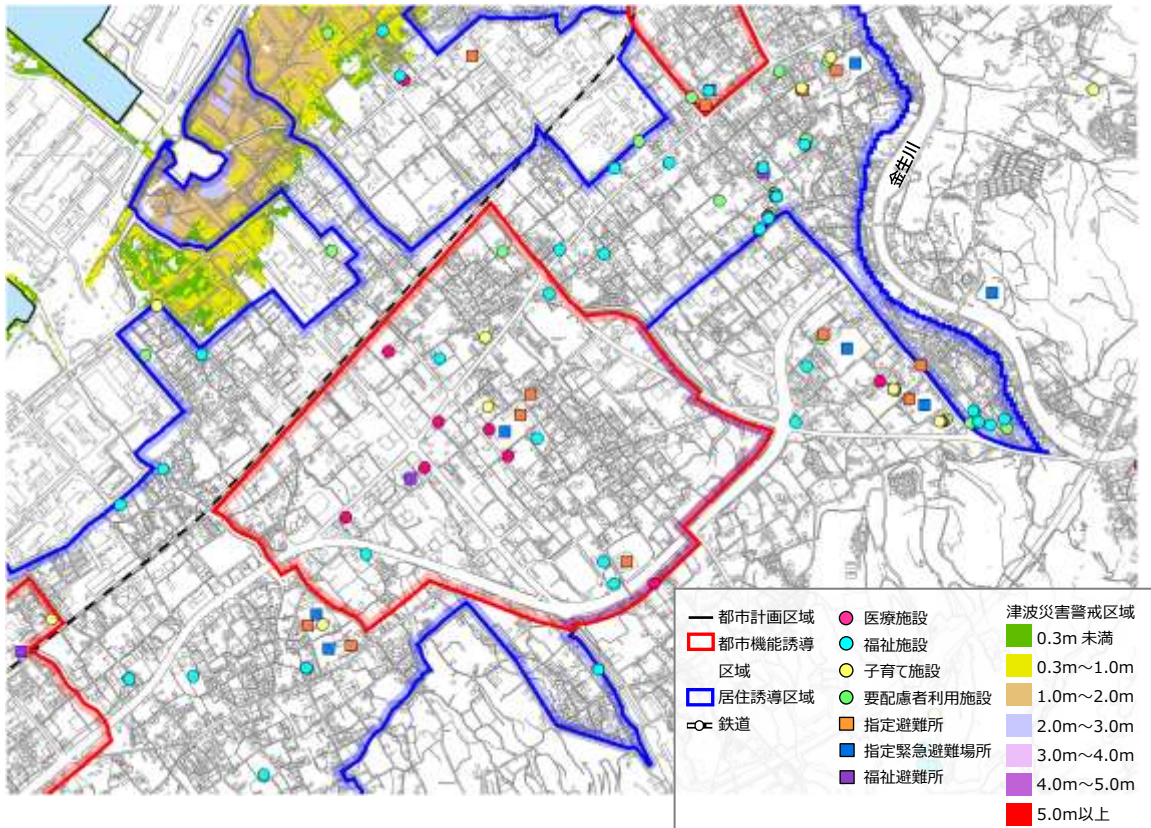 金生川
都市計画区域
都市機能誘導
区域
居住誘導区域
鉄道
医療施設
福祉施設
子育て施設
要配慮者利用施設
指定避難所
指定緊急避難場所
福祉避難所
津波災害警戒区域
0.3m 未満
0.3m～1.0m
1.0m～2.0m
2.0m～3.0m
3.0m～4.0m
4.0m～5.0m
5.0m以上